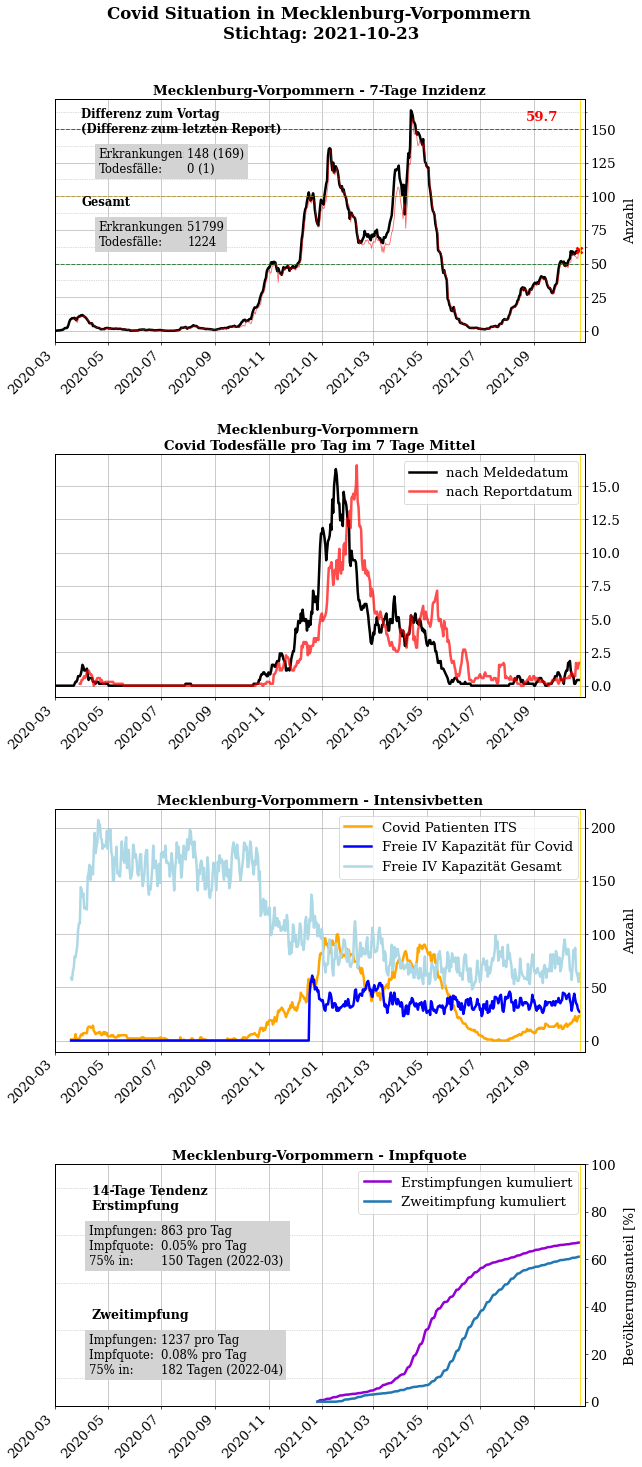 Covid Situation in Mecklenburg-Vorpommern
Stichtag: 2021-10-23
Mecklenburg-Vorpommern - 7-Tage Inzidenz
Differenz zum Vortag
(Differenz zum letzten Report)
Erkrankungen 148 (169)
Todesfälle: 0 (1)
Gesamt
Erkrankungen 51799
Todesfälle: 1224
59.7
150
125
100
75
50
25
0
Anzahl
2020-03
2020-05
2020-07
2020-09
2020-11
2021-01
2021-03
2021-05
2021-07
2021-09
Mecklenburg-Vorpommern
Covid Todesfälle pro Tag im 7 Tage Mittel
nach Meldedatum
nach Reportdatum
15.0
12.5
10.0
7.5
5.0
2.5
0.0
2020-03
2020-05
2020-07
2020-09
2020-11
2021-01
2021-03
2021-05
2021-07
2021-09
Mecklenburg-Vorpommern - Intensivbetten
Covid Patienten ITS
Freie IV Kapazität für Covid
Freie IV Kapazität Gesamt
200
150
100
50
0
Anzahl
2020-03
2020-05
2020-07
2020-09
2020-11
2021-01
2021-03
2021-05
2021-07
2021-09
Mecklenburg-Vorpommern - Impfquote
14-Tage Tendenz
Erstimpfung
Impfungen: 863 pro Tag
Impfquote: 0.05% pro Tag
75% in: 150 Tagen (2022-03)
Zweitimpfung
Impfungen: 1237 pro Tag
Impfquote: 0.08% pro Tag
75% in: 182 Tagen (2022-04)
Erstimpfungen kumuliert
Zweitimpfung kumuliert
100
80
60
40
20
0
Bevölkerungsanteil [%]
2020-03
2020-05
2020-07
2020-09
2020-11
2021-01
2021-03
2021-05
2021-07
2021-09